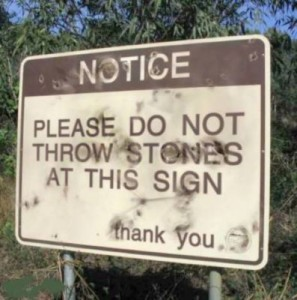 NOTICE
PLEASE DO NOT
THROW STONES
AT THIS SIGN
thank you